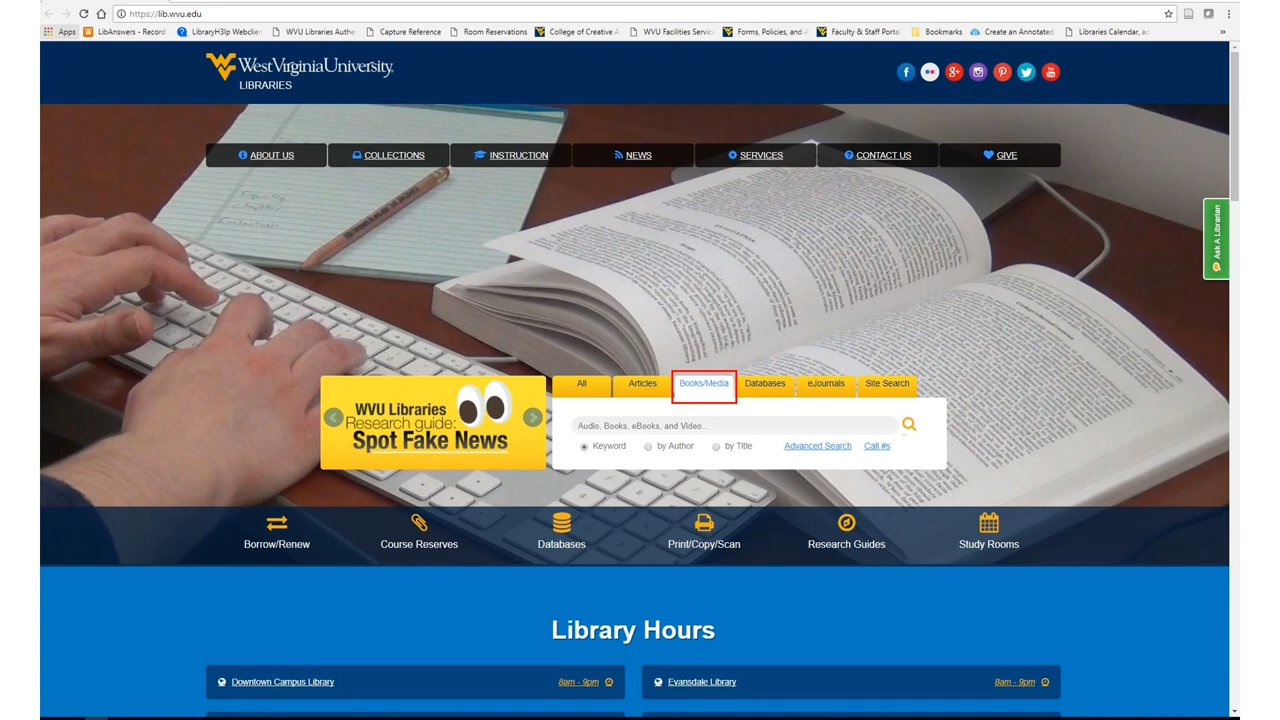 https://lib.wvu.edu
Apps LibAnswers - Record LibraryH3lp Webclien WVU Libraries Authe Capture Reference Room Reservations College of Creative A WVU Facilities Service Forms, Policies, and A Faculty & Staff Portal Bookmarks Create an Annotated Libraries Calendar, ad »
WestVirginiaUniversity
LIBRARIES
ABOUT US COLLECTIONS INSTRUCTION NEWS SERVICES CONTACT US GIVE
Ask A Librarian
All Articles Books/Media Databases eJournals Site Search
WVU Libraries
Research guide:
Spot Fake News
Audio, Books, eBooks, and Video...
Keyword by Author by Title Advanced Search Call #s
Borrow/Renew Course Reserves Databases Print/Copy/Scan Research Guides Study Rooms
Library Hours
Downtown Campus Library 8am - 9pm Evansdale Library 8am - 9pm